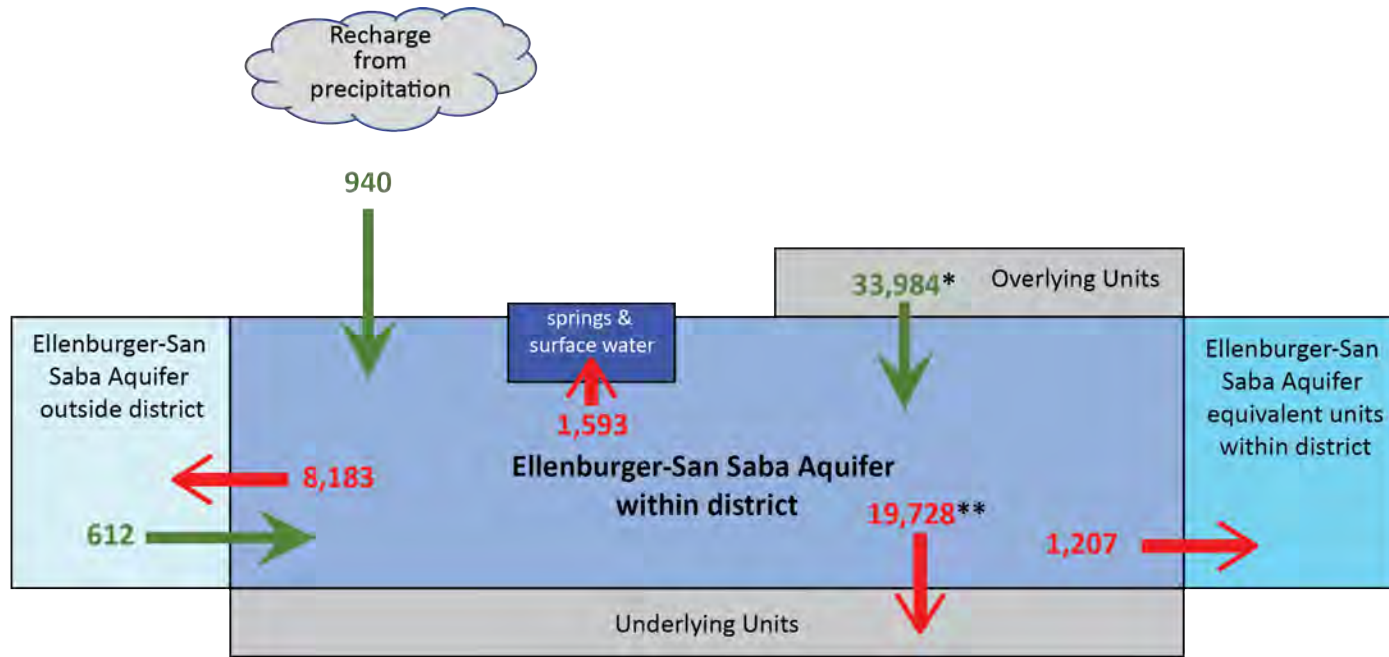 Recharge
from
precipitation
940
33,984*
Overlying Units
springs &
surface water
Ellenburger-San
Saba Aquifer
outside district
Ellenburger-San
Saba Aquifer
equivalent units
within district
1,593
8,183
Ellenburger-San Saba Aquifer
within district
612
19,728**
1,207
Underlying Units